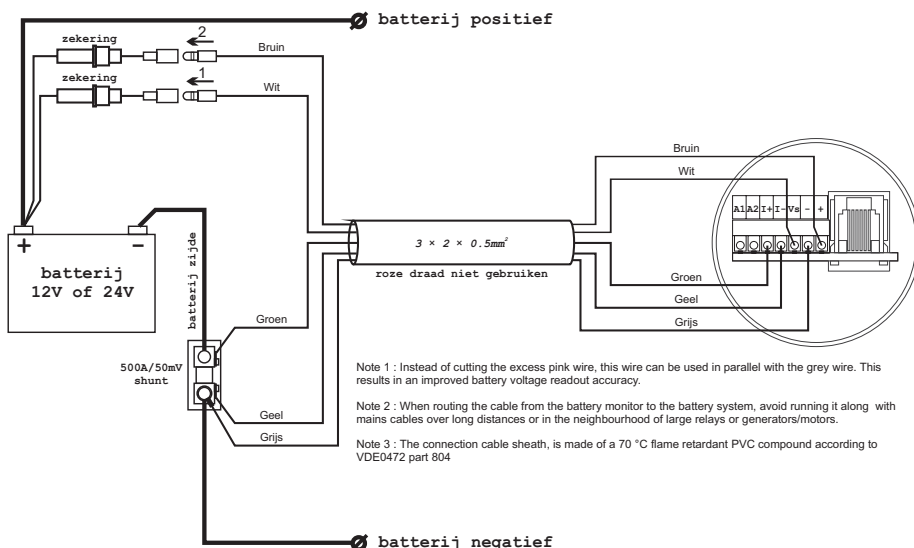 batterij positief
zekering
2
Bruin
zekering
1
Wit
Bruin
Wit
A1 A2 I+ I- Vs - +
3 × 2 × 0.5mm²
roze draad niet gebruiken
+ -
batterij
12V of 24V
batterij zijde
Groen
Geel
Grijs
Groen
500A/50mV
shunt
Geel
Grijs
Note 1 : Instead of cutting the excess pink wire, this wire can be used in parallel with the grey wire. This
results in an improved battery voltage readout accuracy.
Note 2 : When routing the cable from the battery monitor to the battery system, avoid running it along with
mains cables over long distances or in the neighbourhood of large relays or generators/motors.
Note 3 : The connection cable sheath, is made of a 70 °C flame retardant PVC compound according to
VDE0472 part 804
batterij negatief